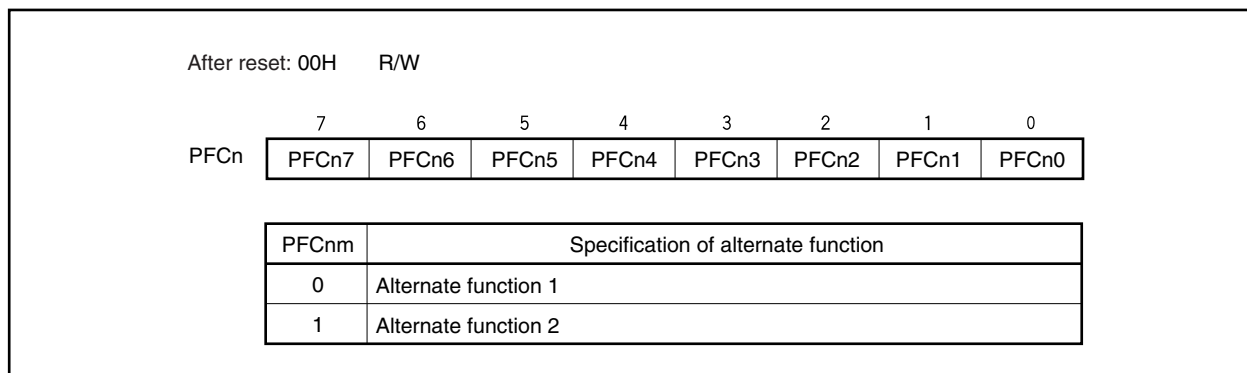 After reset: 00H R/W
7 6 5 4 3 2 1 0
PFCn PFCn7 PFCn6 PFCn5 PFCn4 PFCn3 PFCn2 PFCn1 PFCn0
PFCnm Specification of alternate function
0 Alternate function 1
1 Alternate function 2